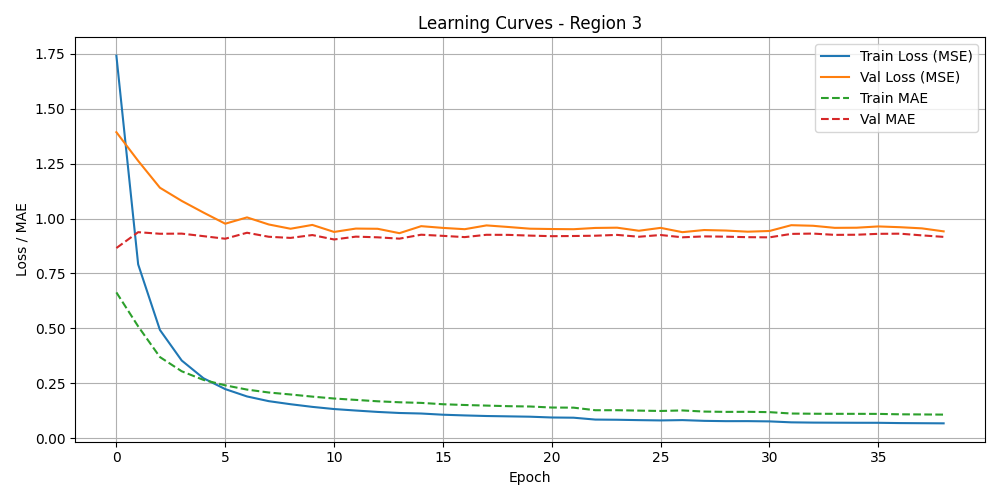 Learning Curves - Region 3
Loss / MAE
1.75
1.50
1.25
1.00
0.75
0.50
0.25
0.00
Train Loss (MSE)
Val Loss (MSE)
Train MAE
Val MAE
0 5 10 15 20 25 30 35
Epoch